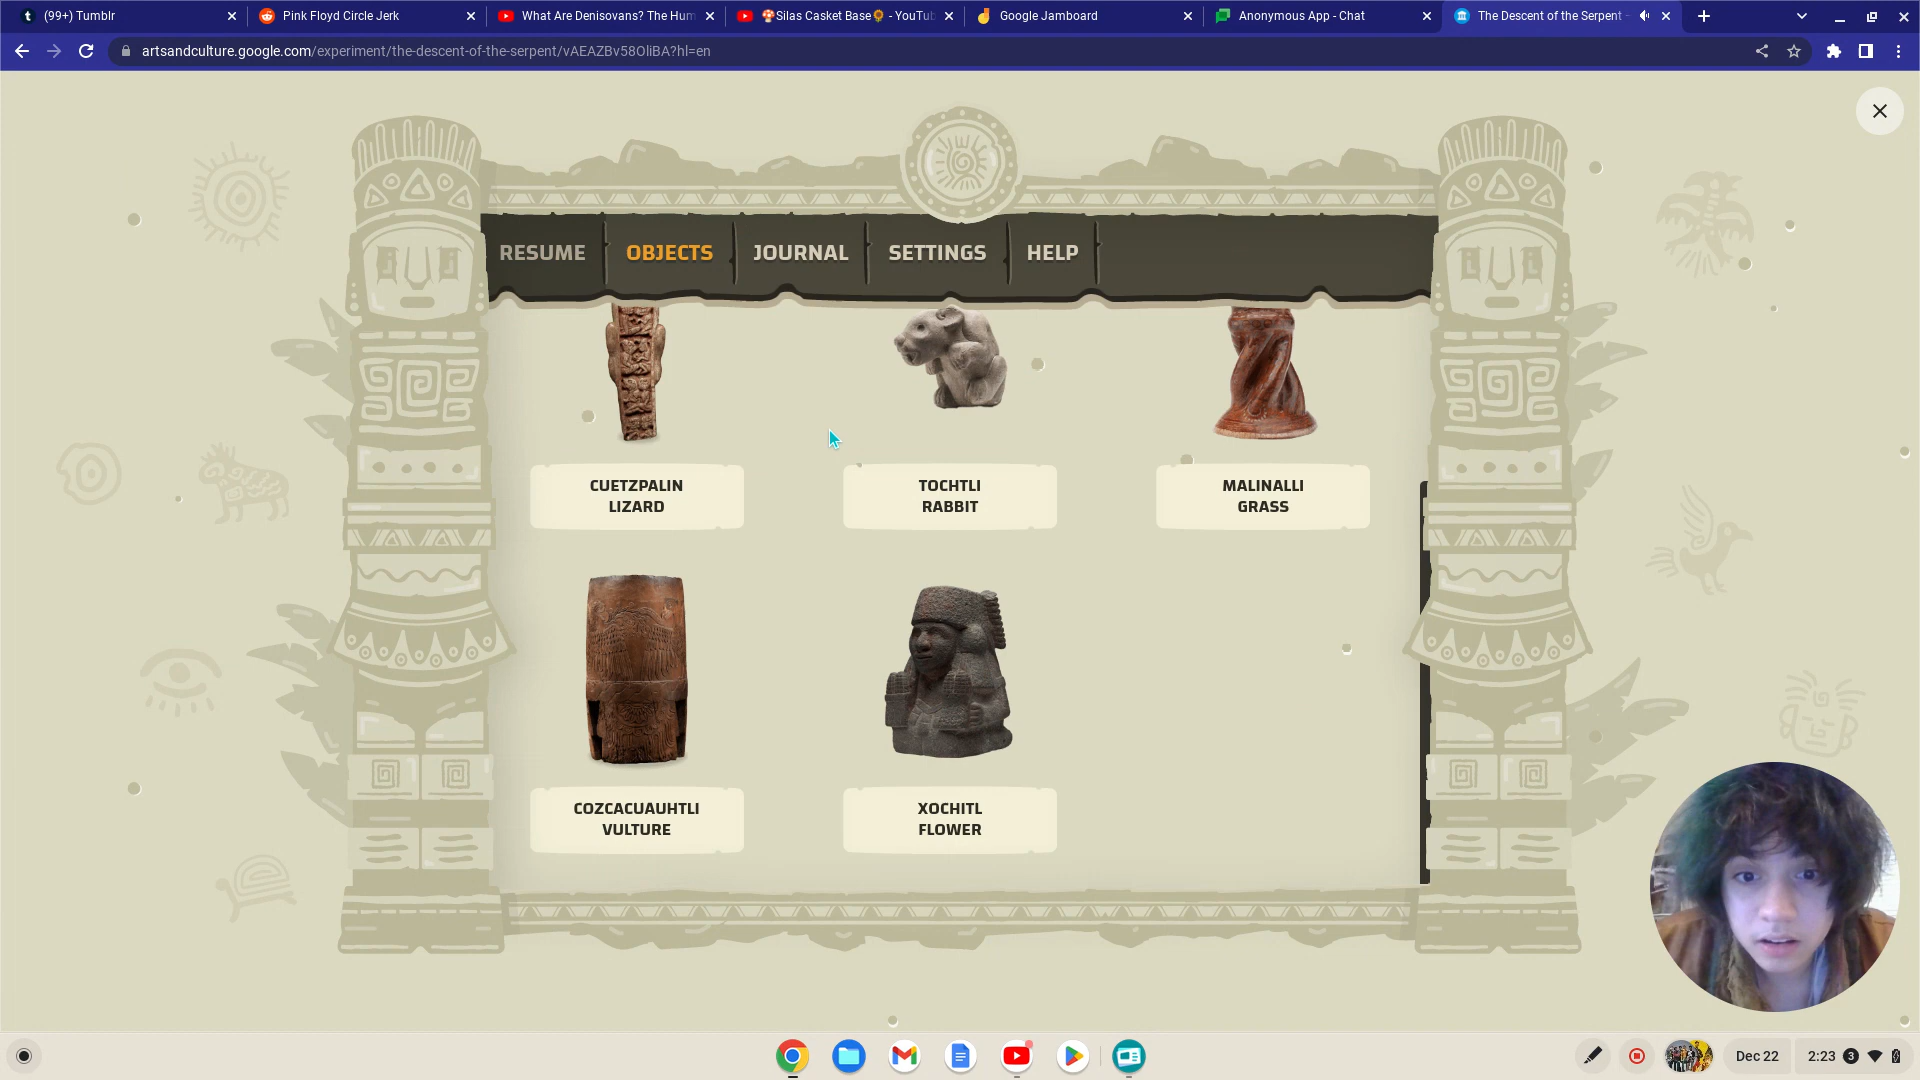 (99+) Tumblr
Pink Floyd Circle Jerk
What Are Denisovans? The Hum
🍄Silas Casket Base🌻 - YouTub
Google Jamboard
Anonymous App - Chat
The Descent of the Serpent -
artsandculture.google.com/experiment/the-descent-of-the-serpent/vAEAZBv58OliBA?hl=en
RESUME
OBJECTS
JOURNAL
SETTINGS
HELP
CUETZPALIN
LIZARD
TOCHTLI
RABBIT
MALINALLI
GRASS
COZCACUAUHTLI
VULTURE
XOCHITL
FLOWER
Dec 22
2:23
3